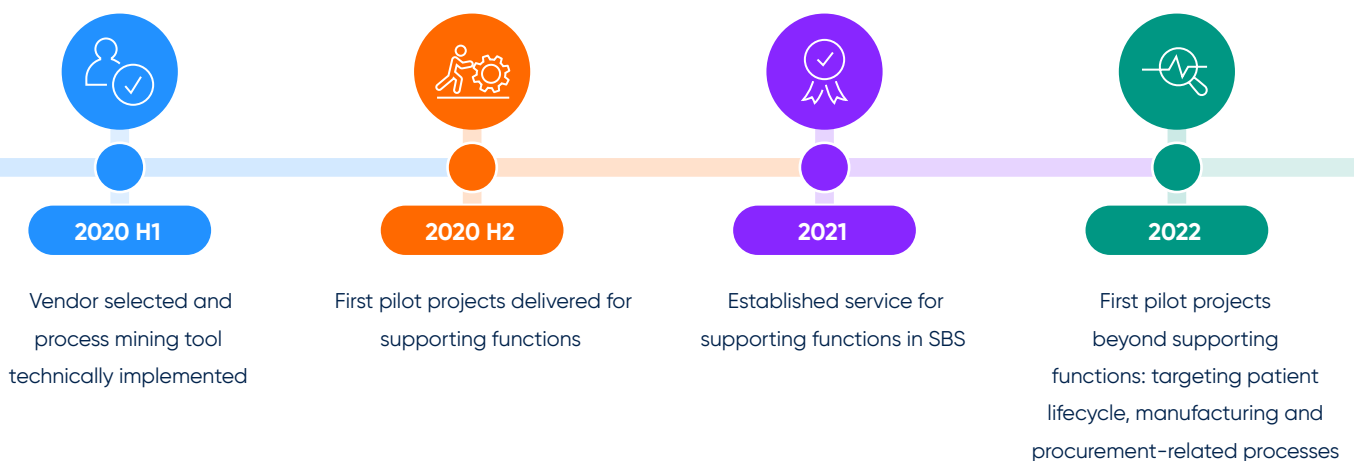 2020 H1
Vendor selected and
process mining tool
technically implemented
2020 H2
First pilot projects delivered for
supporting functions
2021
Established service for
supporting functions in SBS
2022
First pilot projects
beyond supporting
functions: targeting patient
lifecycle, manufacturing and
procurement-related processes